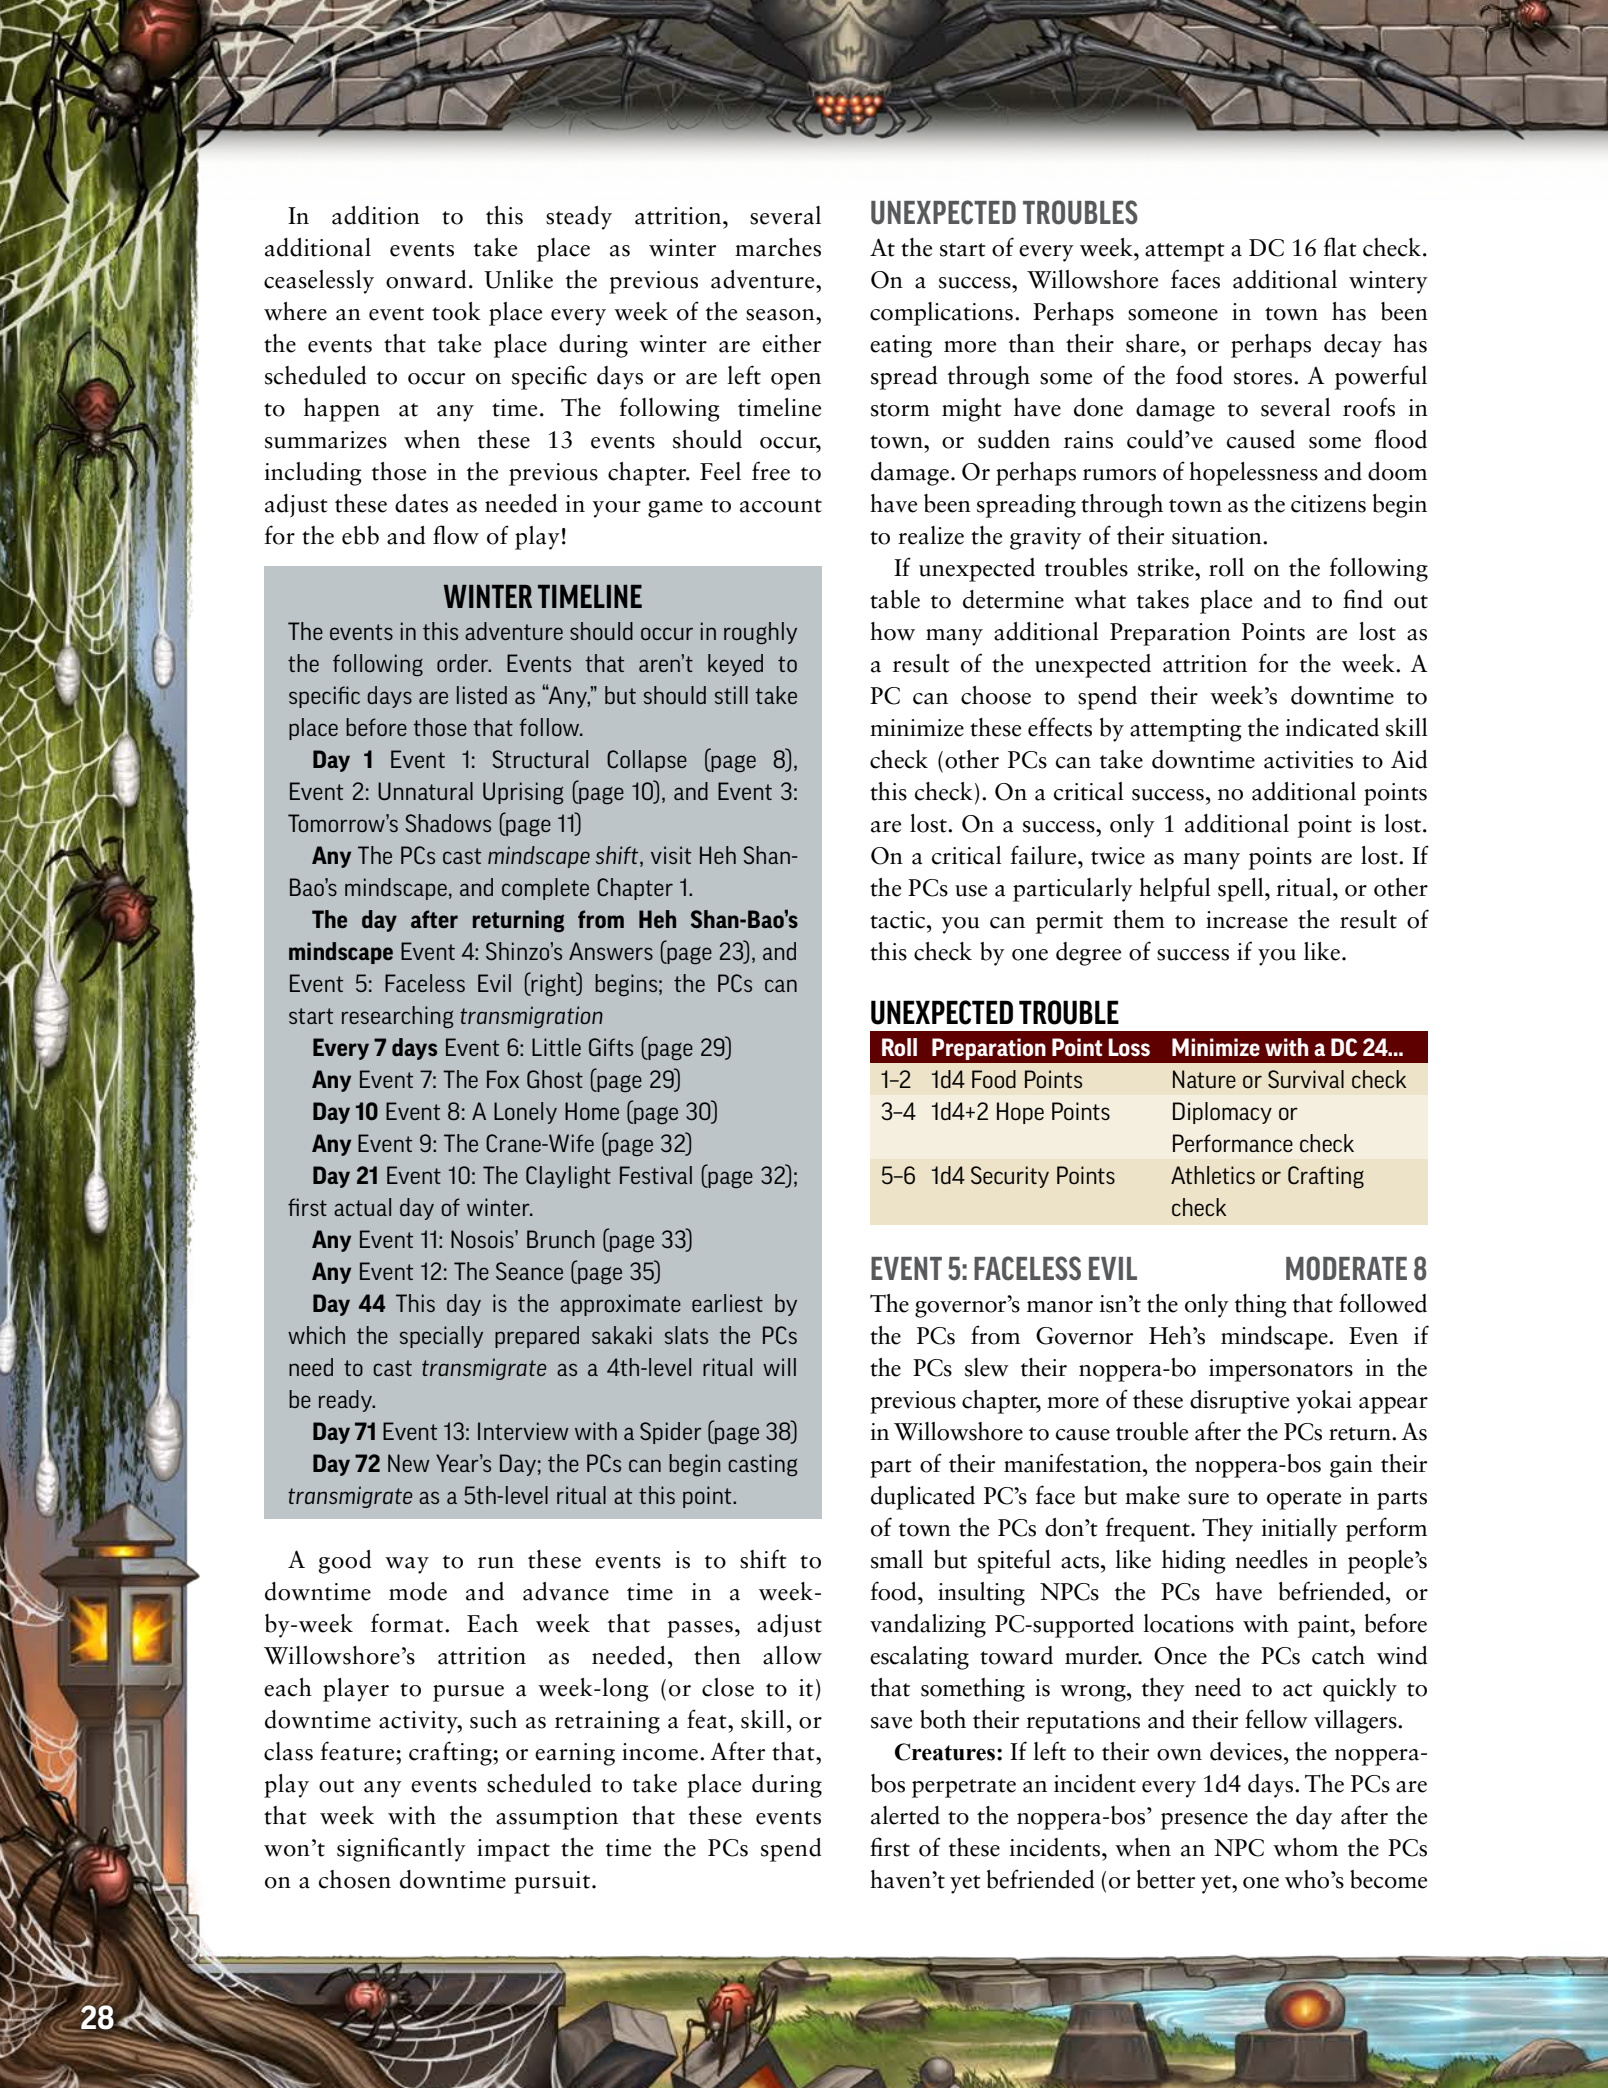 In addition to this steady attrition, several
additional events take place as winter marches
ceaselessly onward. Unlike the previous adventure,
where an event took place every week of the season,
the events that take place during winter are either
scheduled to occur on specific days or are left open
to happen at any time. The following timeline
summarizes when these 13 events should occur,
including those in the previous chapter. Feel free to
adjust these dates as needed in your game to account
for the ebb and flow of play!
WINTER TIMELINE
The events in this adventure should occur in roughly
the following order. Events that aren't keyed to
specific days are listed as “Any,” but should still take
place before those that follow.
Day 1 Event 1: Structural Collapse (page 8),
Event 2: Unnatural Uprising (page 10), and Event 3:
Tomorrow's Shadows (page 11)
Any The PCs cast mindscape shift, visit Heh Shan-
Bao's mindscape, and complete Chapter 1.
The day after returning from Heh Shan-Bao's
mindscape Event 4: Shinzo's Answers (page 23), and
Event 5: Faceless Evil (right) begins; the PCs can
start researching transmigration
Every 7 days Event 6: Little Gifts (page 29)
Any Event 7: The Fox Ghost (page 29)
Day 10 Event 8: A Lonely Home (page 30)
Any Event 9: The Crane-Wife (page 32)
Day 21 Event 10: The Claylight Festival (page 32);
first actual day of winter.
Any Event 11: Nosois' Brunch (page 33)
Any Event 12: The Seance (page 35)
Day 44 This day is the approximate earliest by
which the specially prepared sakaki slats the PCs
need to cast transmigrate as a 4th-level ritual will
be ready.
Day 71 Event 13: Interview with a Spider (page 38)
Day 72 New Year's Day; the PCs can begin casting
transmigrate as a 5th-level ritual at this point.
A good way to run these events is to shift to
downtime mode and advance time in a week-
by-week format. Each week that passes, adjust
Willowshore's attrition as needed, then allow
each player to pursue a week-long (or close to it)
downtime activity, such as retraining a feat, skill, or
class feature; crafting; or earning income. After that,
play out any events scheduled to take place during
that week with the assumption that these events
won't significantly impact the time the PCs spend
on a chosen downtime pursuit.
UNEXPECTED TROUBLES
At the start of every week, attempt a DC 16 flat check.
On a success, Willowshore faces additional wintery
complications. Perhaps someone in town has been
eating more than their share, or perhaps decay has
spread through some of the food stores. A powerful
storm might have done damage to several roofs in
town, or sudden rains could've caused some flood
damage. Or perhaps rumors of hopelessness and doom
have been spreading through town as the citizens begin
to realize the gravity of their situation.
If unexpected troubles strike, roll on the following
table to determine what takes place and to find out
how many additional Preparation Points are lost as
a result of the unexpected attrition for the week. A
PC can choose to spend their week's downtime to
minimize these effects by attempting the indicated skill
check (other PCs can take downtime activities to Aid
this check). On a critical success, no additional points
are lost. On a success, only 1 additional point is lost.
On a critical failure, twice as many points are lost. If
the PCs use a particularly helpful spell, ritual, or other
tactic, you can permit them to increase the result of
this check by one degree of success if you like.
UNEXPECTED TROUBLE
Roll Preparation Point Loss Minimize with a DC 24...
1–2 1d4 Food Points Nature or Survival check
3–4 1d4+2 Hope Points Diplomacy or
Performance check
5–6 1d4 Security Points Athletics or Crafting
check
EVENT 5: FACELESS EVIL MODERATE 8
The governor's manor isn't the only thing that followed
the PCs from Governor Heh's mindscape. Even if
the PCs slew their noppera-bo impersonators in the
previous chapter, more of these disruptive yokai appear
in Willowshore to cause trouble after the PCs return. As
part of their manifestation, the noppera-bos gain their
duplicated PC's face but make sure to operate in parts
of town the PCs don't frequent. They initially perform
small but spiteful acts, like hiding needles in people's
food, insulting NPCs the PCs have befriended, or
vandalizing PC-supported locations with paint, before
escalating toward murder. Once the PCs catch wind
that something is wrong, they need to act quickly to
save both their reputations and their fellow villagers.
Creatures: If left to their own devices, the noppera-
bos perpetrate an incident every 1d4 days. The PCs are
alerted to the noppera-bos' presence the day after the
first of these incidents, when an NPC whom the PCs
haven't yet befriended (or better yet, one who's become
28